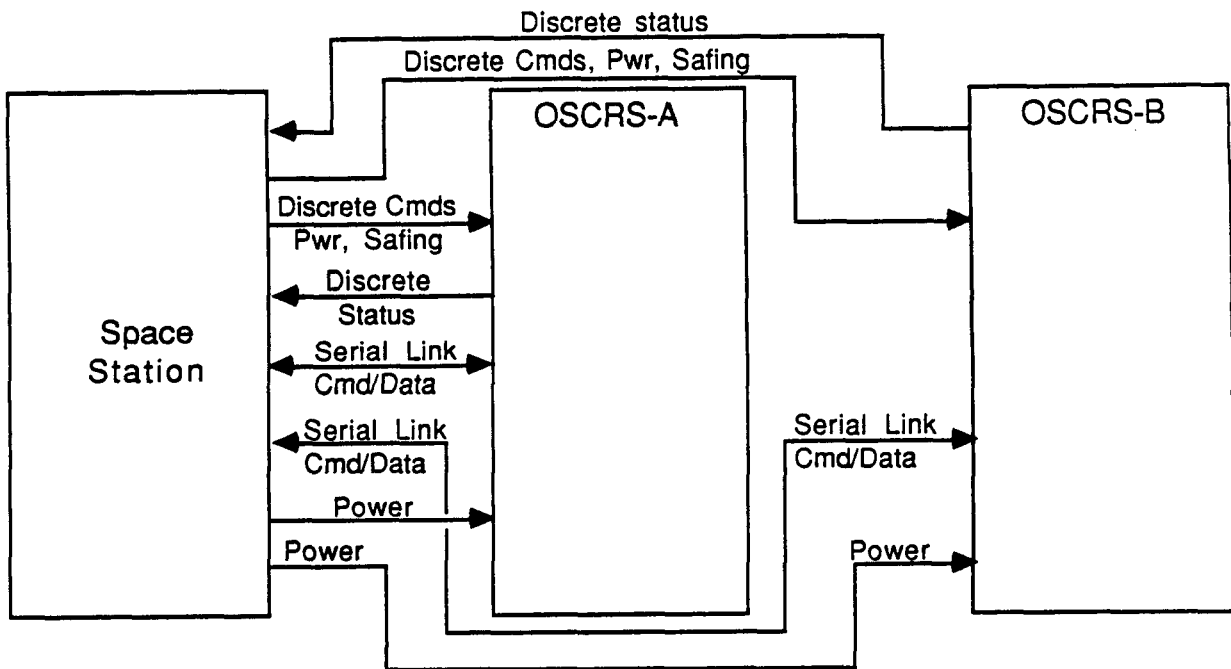 Discrete status
Discrete Cmds, Pwr, Safing
OSCRS-A
OSCRS-B
Discrete Cmds
Pwr, Safing
Discrete
Status
Space
Station
Serial Link
Cmd/Data
Serial Link
Cmd/Data
Serial Link
Cmd/Data
Power
Power
Power